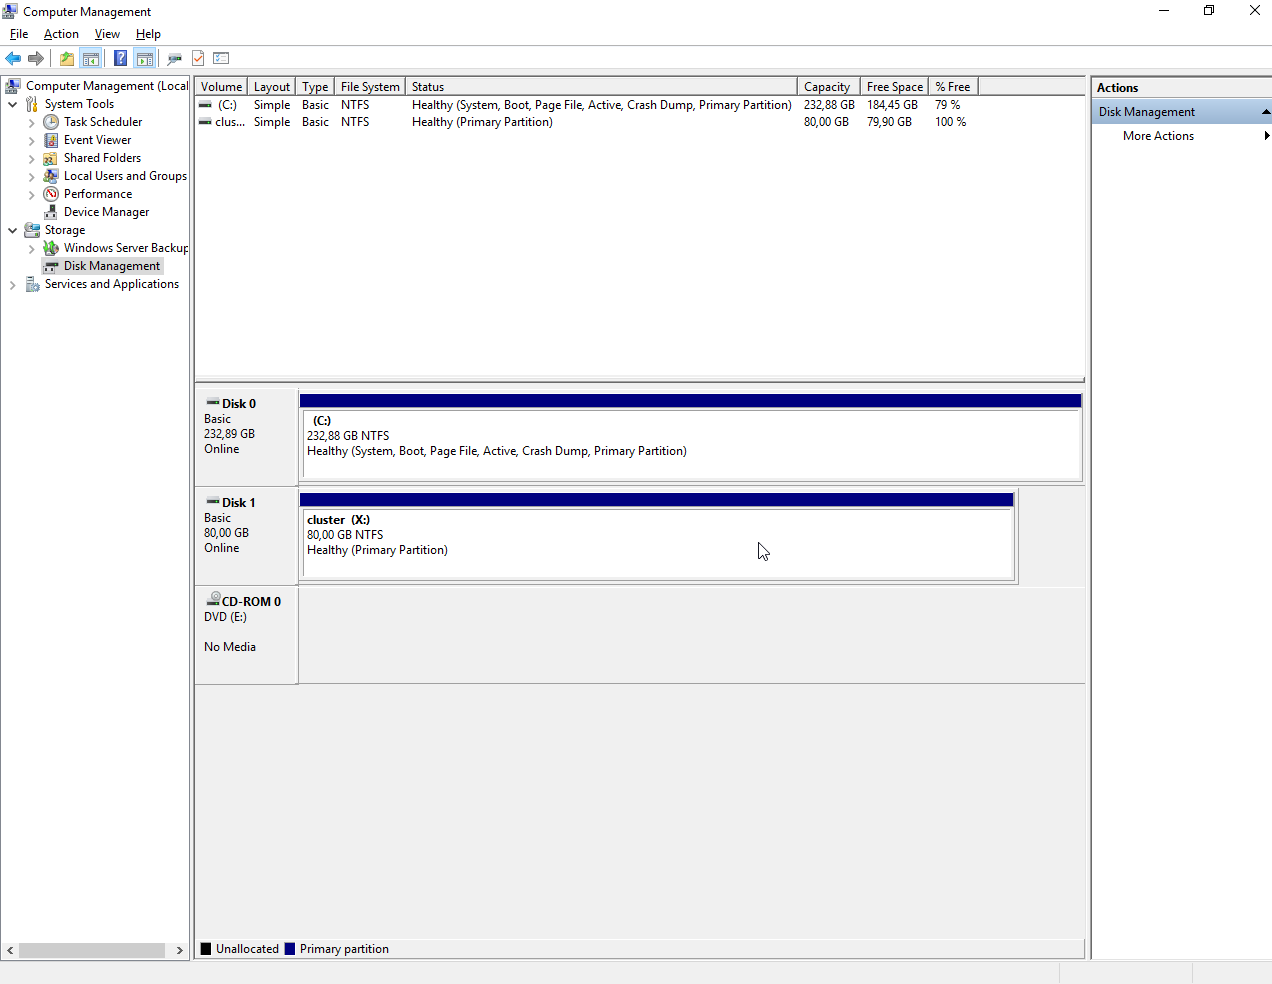 Computer Management
File Action View Help
Computer Management (Local
System Tools
Task Scheduler
Event Viewer
Shared Folders
Local Users and Groups
Performance
Device Manager
Storage
Windows Server Backup
Disk Management
Services and Applications
Volume Layout Type File System Status Capacity Free Space % Free
(C:) Simple Basic NTFS Healthy (System, Boot, Page File, Active, Crash Dump, Primary Partition) 232,88 GB 184,45 GB 79 %
clus... Simple Basic NTFS Healthy (Primary Partition) 80,00 GB 79,90 GB 100 %
Disk 0
Basic
232,89 GB
Online
(C:)
232,88 GB NTFS
Healthy (System, Boot, Page File, Active, Crash Dump, Primary Partition)
Disk 1
Basic
80,00 GB
Online
cluster (X:)
80,00 GB NTFS
Healthy (Primary Partition)
CD-ROM 0
DVD (E:)
No Media
Unallocated Primary partition
Actions
Disk Management
More Actions